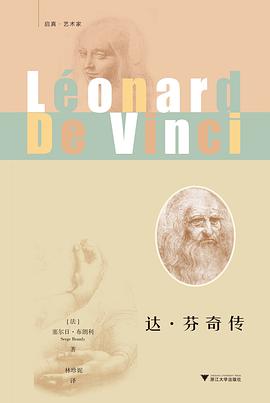 启真·艺术家
Léonard
De Vinci
达·芬奇传
[法]
塞尔日·布朗利
Serge Bramly
著
林珍妮
译
浙江大学出版社